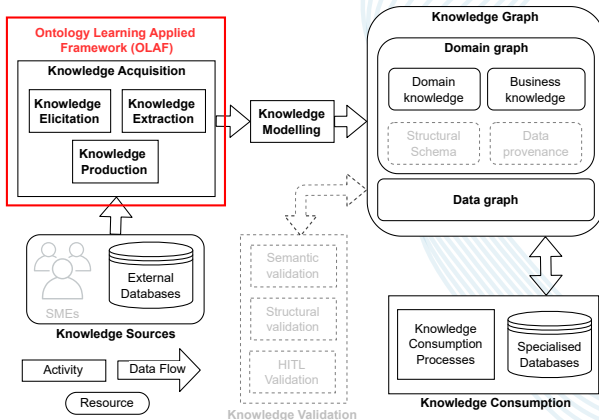 Ontology Learning Applied
Framework (OLAF)
Knowledge Acquisition
Knowledge
Elicitation
Knowledge
Extraction
Knowledge
Production
Knowledge
Modelling
Knowledge Graph
Domain graph
Domain
knowledge
Business
knowledge
Structural
Schema
Data
provenance
Data graph
SMEs
External
Databases
Knowledge Sources
Semantic
validation
Structural
validation
HITL
Validation
Knowledge Validation
Knowledge
Consumption
Processes
Specialised
Databases
Knowledge Consumption
Activity
Data Flow
Resource